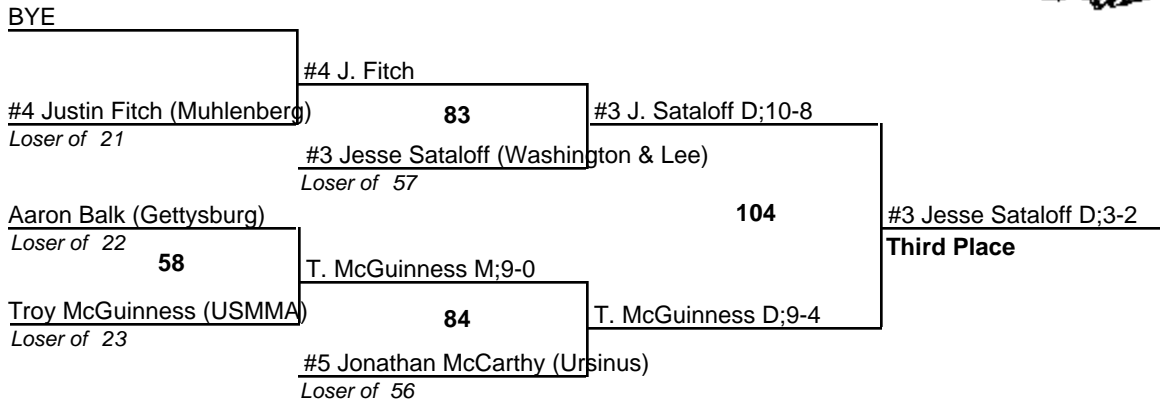 BYE
#4 J. Fitch
#4 Justin Fitch (Muhlenberg)
Loser of 21
83
#3 J. Sataloff D;10-8
#3 Jesse Sataloff (Washington & Lee)
Loser of 57
Aaron Balk (Gettysburg)
Loser of 22
58
104
#3 Jesse Sataloff D;3-2
Third Place
T. McGuinness M;9-0
Troy McGuinness (USMMA)
Loser of 23
84
T. McGuinness D;9-4
#5 Jonathan McCarthy (Ursinus)
Loser of 56